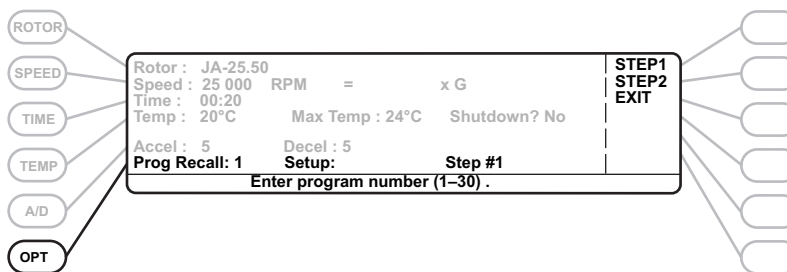 ROTOR
SPEED
TIME
TEMP
A/D
OPT
Rotor : JA-25.50
Speed : 25 000 RPM = x G
Time : 00:20
Temp : 20°C Max Temp : 24°C Shutdown? No
Accel : 5 Decel : 5
Prog Recall: 1 Setup: Step #1
Enter program number (1–30) .
STEP1
STEP2
EXIT